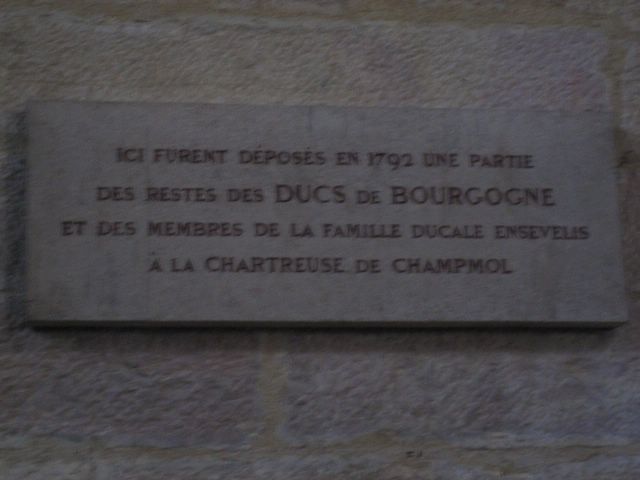 ICI FURENT DÉPOSÉS EN 1792 UNE PARTIE
DES RESTES DES DUCS DE BOURGOGNE
ET DES MEMBRES DE LA FAMILLE DUCALE ENSEVELIS
À LA CHARTREUSE DE CHAMPMOL